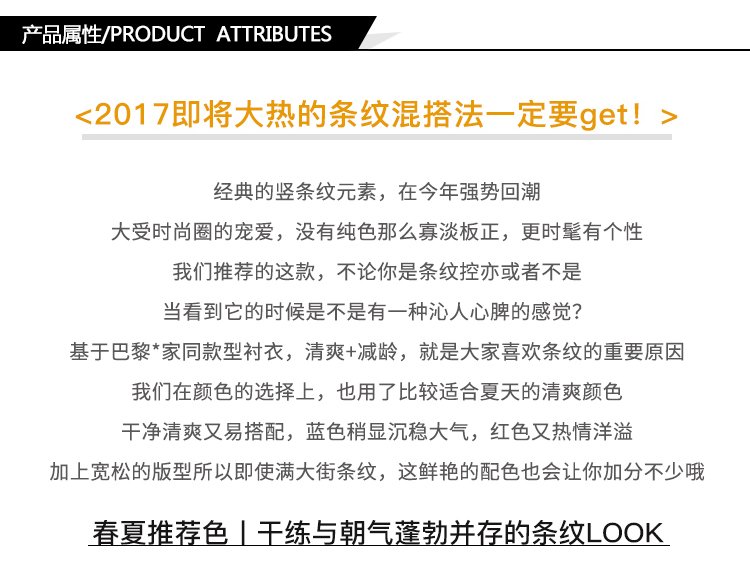 产品属性/PRODUCT ATTRIBUTES
<2017即将大热的条纹混搭法一定要get！>
经典的竖条纹元素，在今年强势回潮
大受时尚圈的宠爱，没有纯色那么寡淡板正，更时髦有个性
我们推荐的这款，不论你是条纹控亦或者不是
当看到它的时候是不是有一种沁人心脾的感觉？
基于巴黎*家同款型衬衣，清爽+减龄，就是大家喜欢条纹的重要原因
我们在颜色的选择上，也用了比较适合夏天的清爽颜色
干净清爽又易搭配，蓝色稍显沉稳大气，红色又热情洋溢
加上宽松的版型所以即使满大街条纹，这鲜艳的配色也会让你加分不少哦
春夏推荐色丨干练与朝气蓬勃并存的条纹LOOK